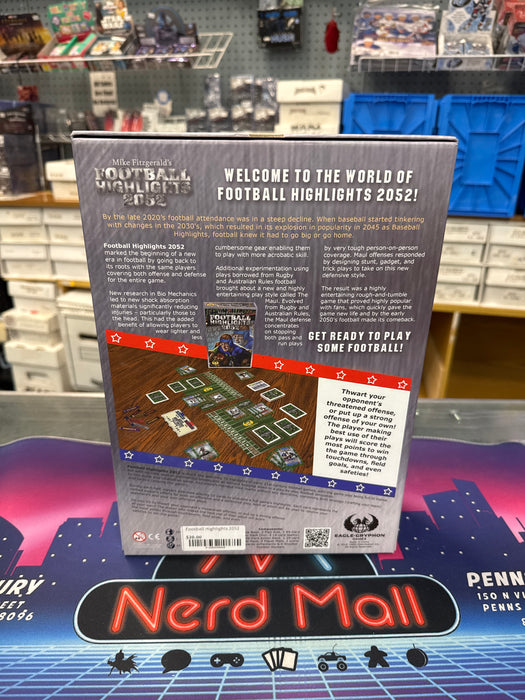 Mike Fitzgerald's
FOOTBALL
HIGHLIGHTS
2052
WELCOME TO THE WORLD OF
FOOTBALL HIGHLIGHTS 2052!
By the late 2020's football attendance was in a steep decline. When baseball started tinkering
with changes in the 2030's, which resulted in its explosion in popularity in 2045 as Baseball
Highlights, football knew it had to go big or go home.
Football Highlights 2052
marked the beginning of a new
era in football by going back to
its roots with the same players
covering both offense and defense
for the entire game.
New research in Bio Mechanics
led to new shock absorption
materials significantly reducing
injuries – particularly those to
the head. This had the added
benefit of allowing players to
wear lighter and
less
cumbersome gear enabling them
to play with more acrobatic skill.
Additional experimentation using
plays borrowed from Rugby
and Australian Rules football
brought about a new and highly
entertaining play style called The
Maul. Evolved
from Rugby and
Australian Rules,
the Maul defense
concentrates
on stopping
both pass and
run plays
by very tough person-on-person
coverage. Maul offenses responded
by designing stunt, gadget, and
trick plays to take on this new
defensive style.
The result was a highly
entertaining rough-and-tumble
game that proved highly popular
with fans, which quickly gave the
game new life and by the early
2050's football made its comeback.
GET READY TO PLAY
SOME FOOTBALL!
FOOTBALL
HIGHLIGHTS
Thwart your
opponent's
threatened offense,
or put up a strong
offense of your own!
The player making
best use of their
plays will score the
most points to win
the game through
touchdowns, field
goals, and even
safeties!
Football Highlights 2052
$39.00
CE
EAGLE-GRYPHON
GAMES
URY
REET
8096
Nerd Mall
PENN
150 N V
PENNS